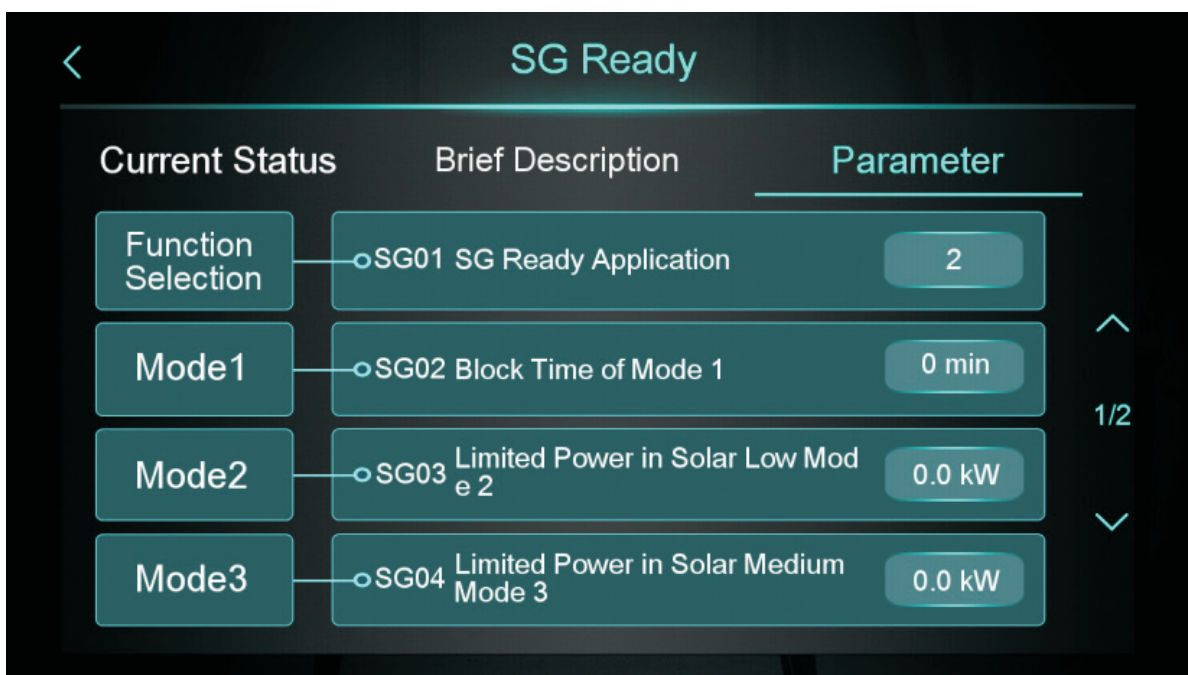 SG Ready
Current Status
Brief Description
Parameter
Function
Selection
SG01 SG Ready Application
2
Mode1
SG02 Block Time of Mode 1
0 min
Mode2
SG03 Limited Power in Solar Low Mod
e 2
0.0 kW
Mode3
SG04 Limited Power in Solar Medium
Mode 3
0.0 kW
1/2